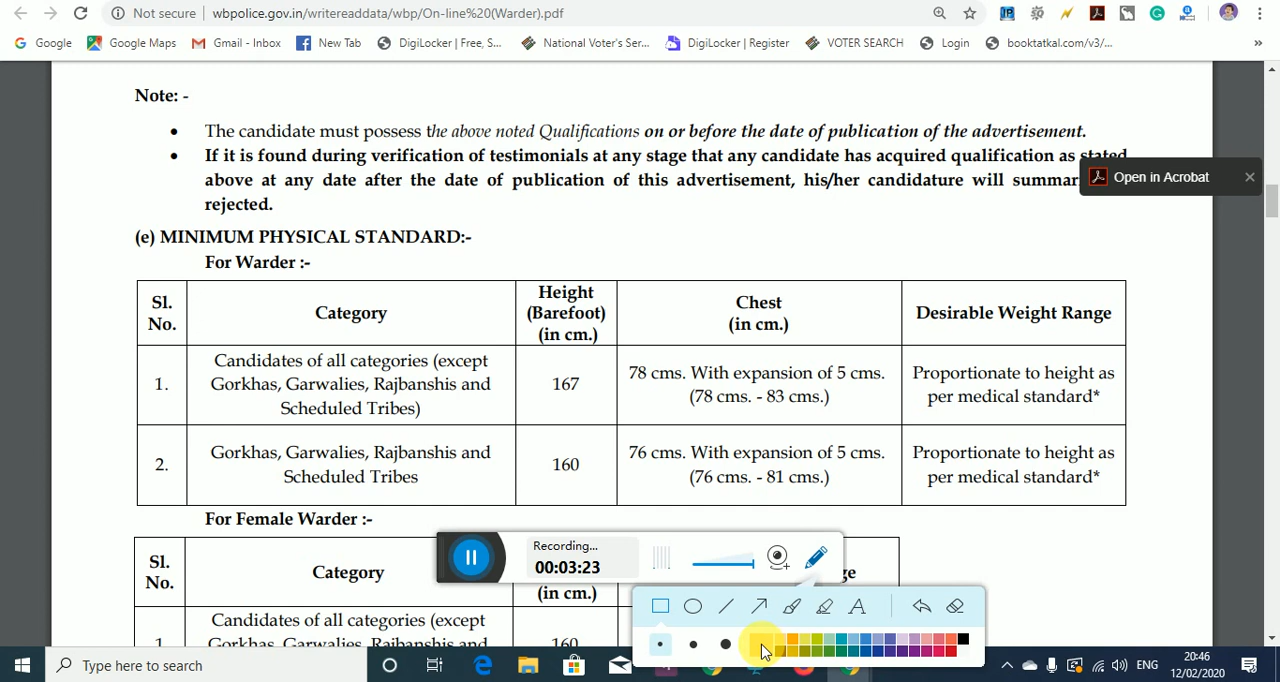 Not secure | wbpolice.gov.in/writereaddata/wbp/On-line%20(Warder).pdf
Google Google Maps Gmail - Inbox New Tab DigiLocker | Free, S... National Voter's Ser... DigiLocker | Register VOTER SEARCH Login booktatkal.com/v3/... »
Note: -
• The candidate must possess the above noted Qualifications on or before the date of publication of the advertisement.
• If it is found during verification of testimonials at any stage that any candidate has acquired qualification as stated
above at any date after the date of publication of this advertisement, his/her candidature will
rejected.
Open in Acrobat
(e) MINIMUM PHYSICAL STANDARD:-
For Warder :-
Sl.
No.
Category
Height
(Barefoot)
(in cm.)
Chest
(in cm.)
Desirable Weight Range
1.
Candidates of all categories (except
Gorkhas, Garwalies, Rajbanshis and
Scheduled Tribes)
167
78 cms. With expansion of 5 cms.
(78 cms. - 83 cms.)
Proportionate to height as
per medical standard*
2.
Gorkhas, Garwalies, Rajbanshis and
Scheduled Tribes
160
76 cms. With expansion of 5 cms.
(76 cms. - 81 cms.)
Proportionate to height as
per medical standard*
For Female Warder :-
Sl.
No.
Category
(in cm.)
Recording...
00:03:23
A
1
Candidates of all categories (except
Gorkhas, Garwalies, Rajbanshis and
160
Type here to search
ENG
20:46
12/02/2020